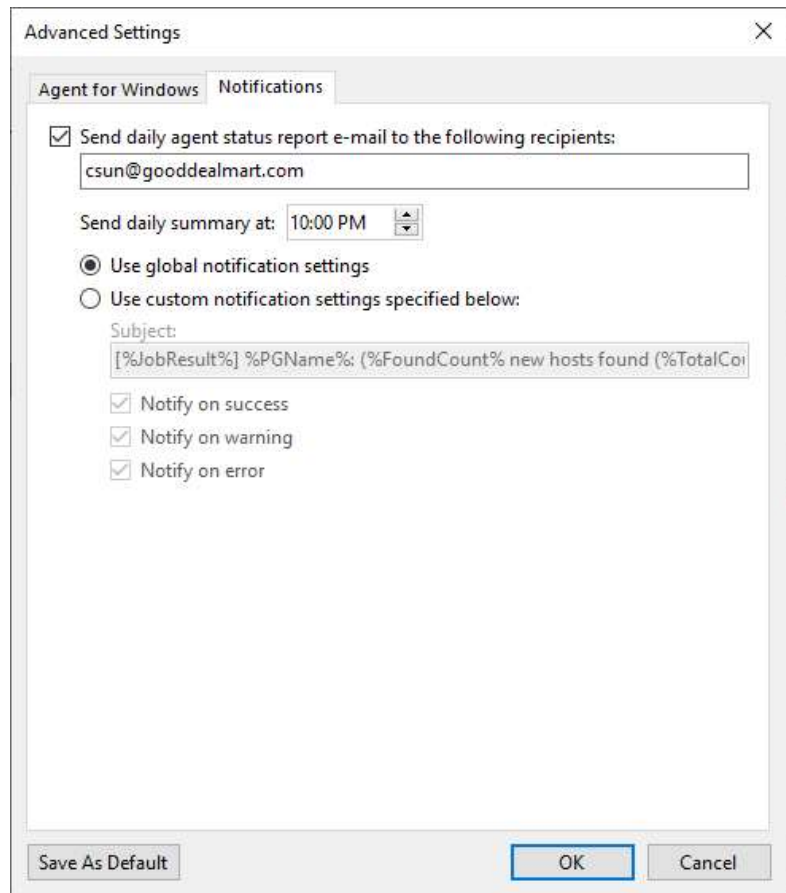 Advanced Settings
Agent for Windows
Notifications
Send daily agent status report e-mail to the following recipients:
csun@gooddealmart.com
Send daily summary at: 10:00 PM
Use global notification settings
Use custom notification settings specified below:
Subject:
[%JobResult%] %PGName%: (%FoundCount% new hosts found (%TotalCou
Notify on success
Notify on warning
Notify on error
Save As Default
OK
Cancel